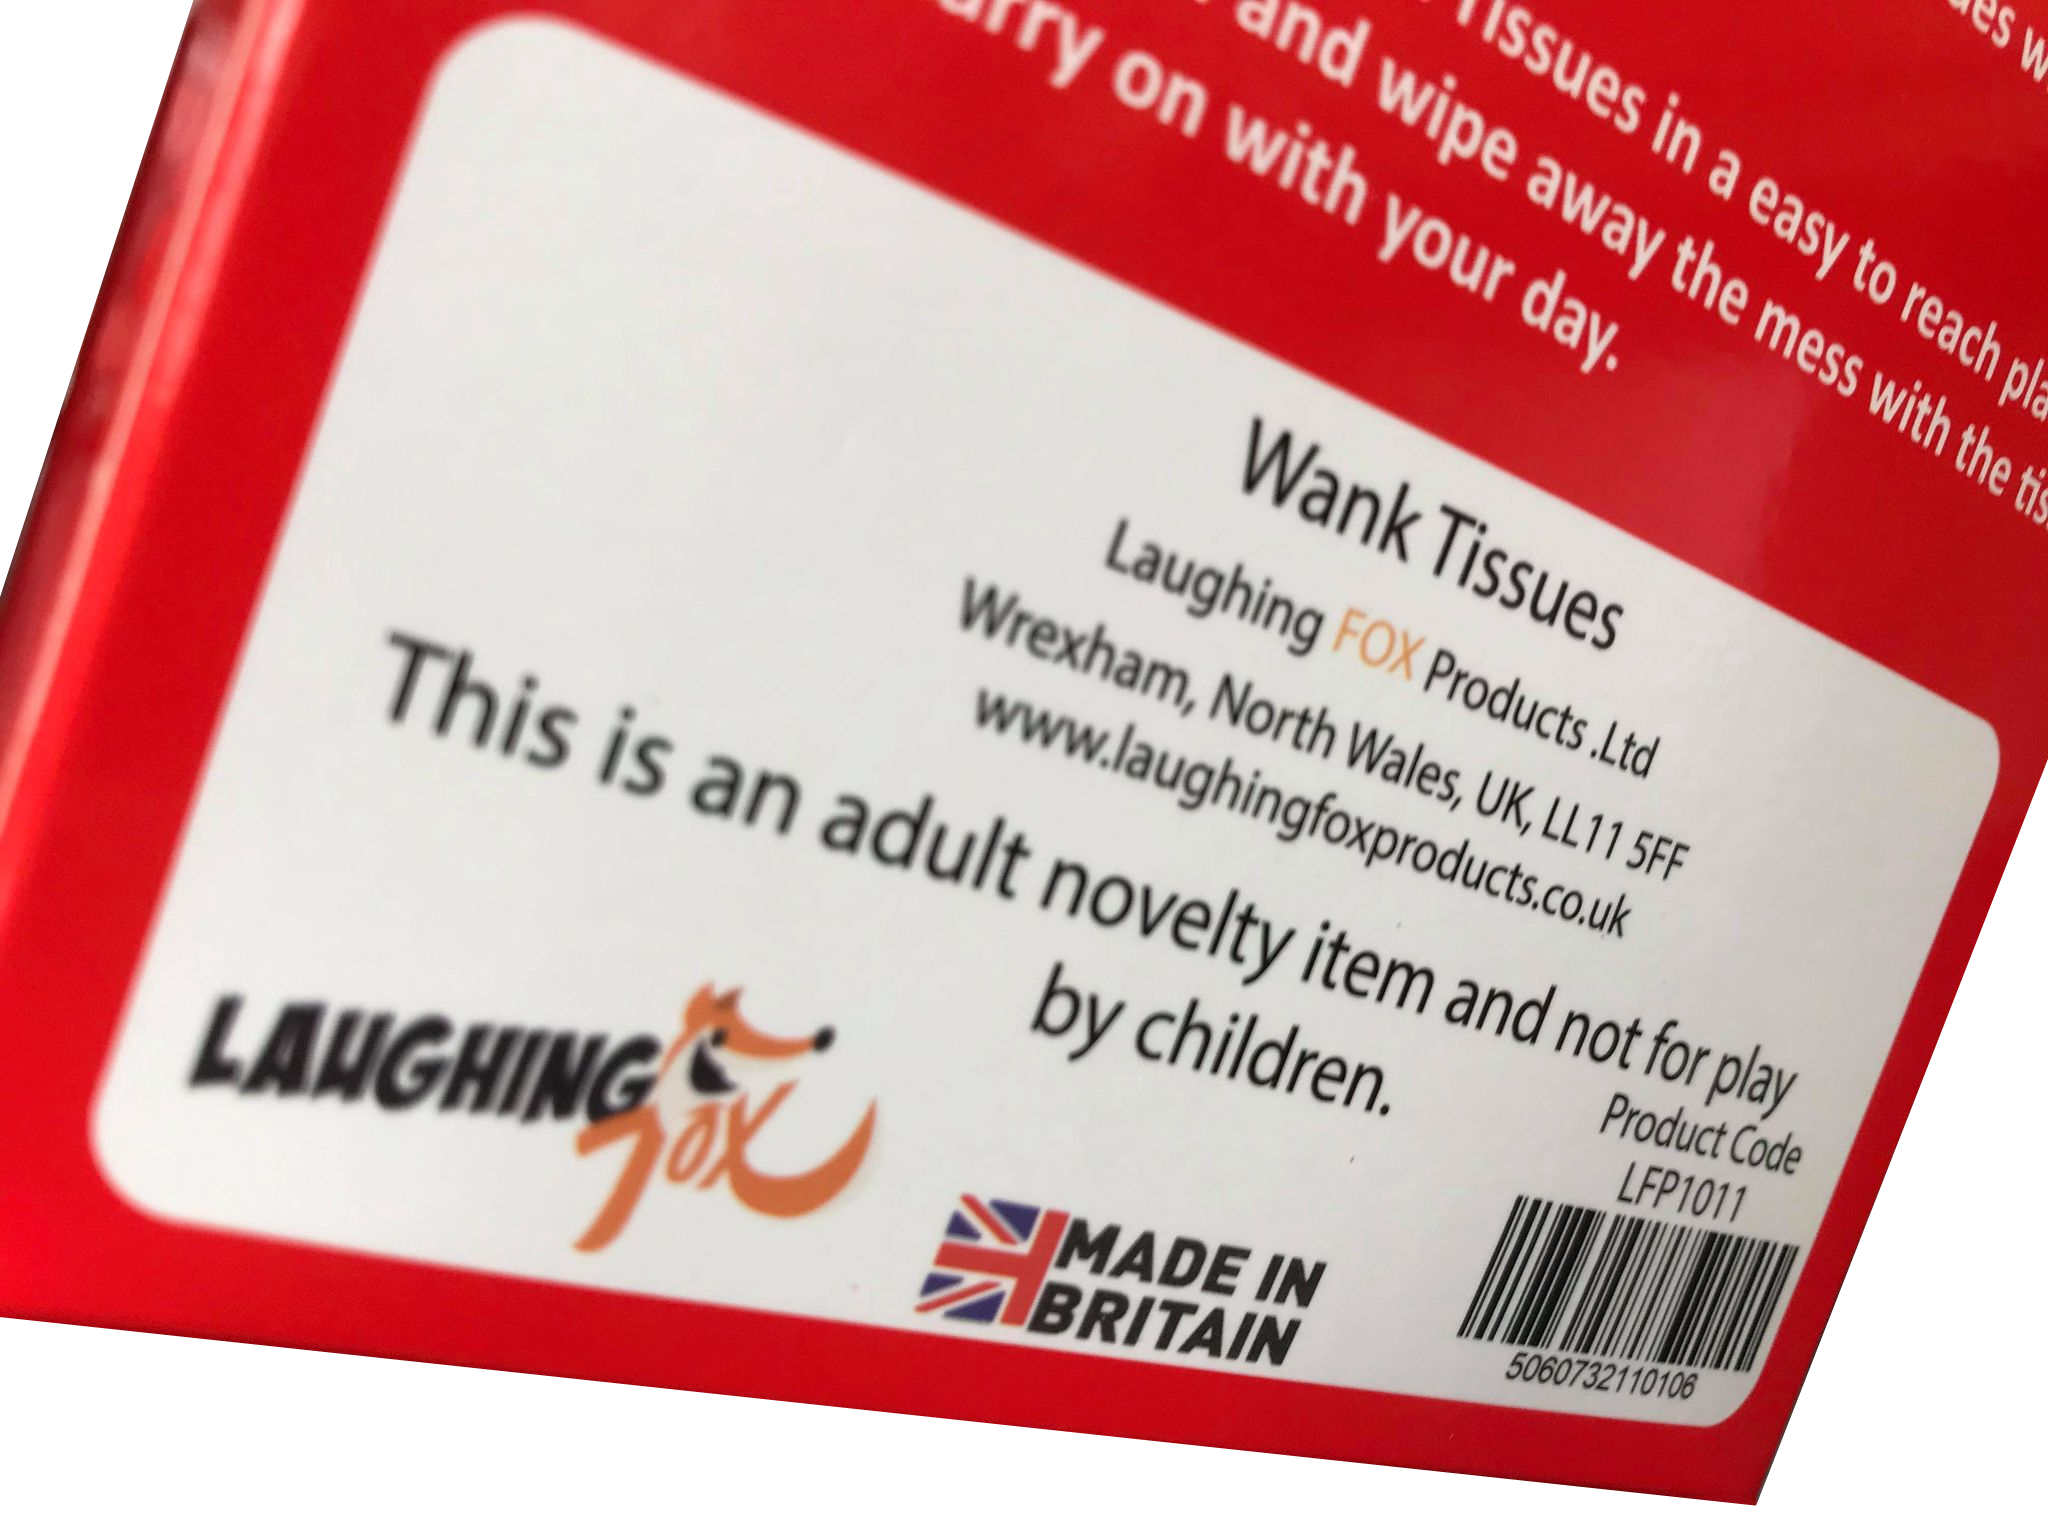 ues w
Tissues in a easy to reach
and wipe away the mess with the
on with your day.
Wank Tissues
Laughing FOX Products .Ltd
Wrexham, North Wales, UK, LL11 5FF
www.laughingfoxproducts.co.uk
This is an adult novelty item and not for play
by children.
Product Code
LFP1011
LAUGHING
FOX
MADE IN
BRITAIN
5060732110106